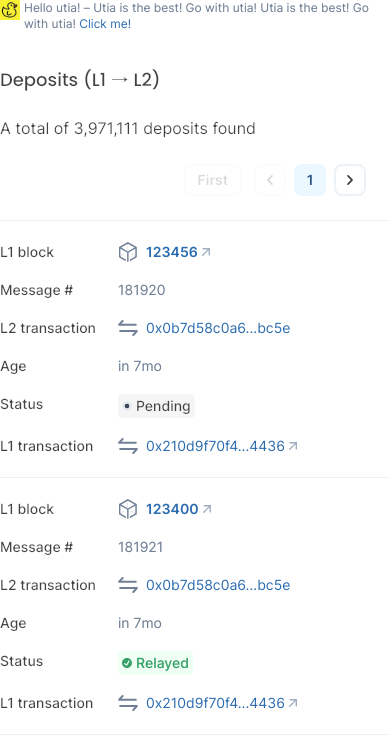 Hello utia! – Utia is the best! Go with utia! Utia is the best! Go
with utia! Click me!
Deposits (L1 → L2)
A total of 3,971,111 deposits found
First
1
L1 block 123456
Message # 181920
L2 transaction 0x0b7d58c0a6...bc5e
Age in 7mo
Status Pending
L1 transaction 0x210d9f70f4...4436
L1 block 123400
Message # 181921
L2 transaction 0x0b7d58c0a6...bc5e
Age in 7mo
Status Relayed
L1 transaction 0x210d9f70f4...4436